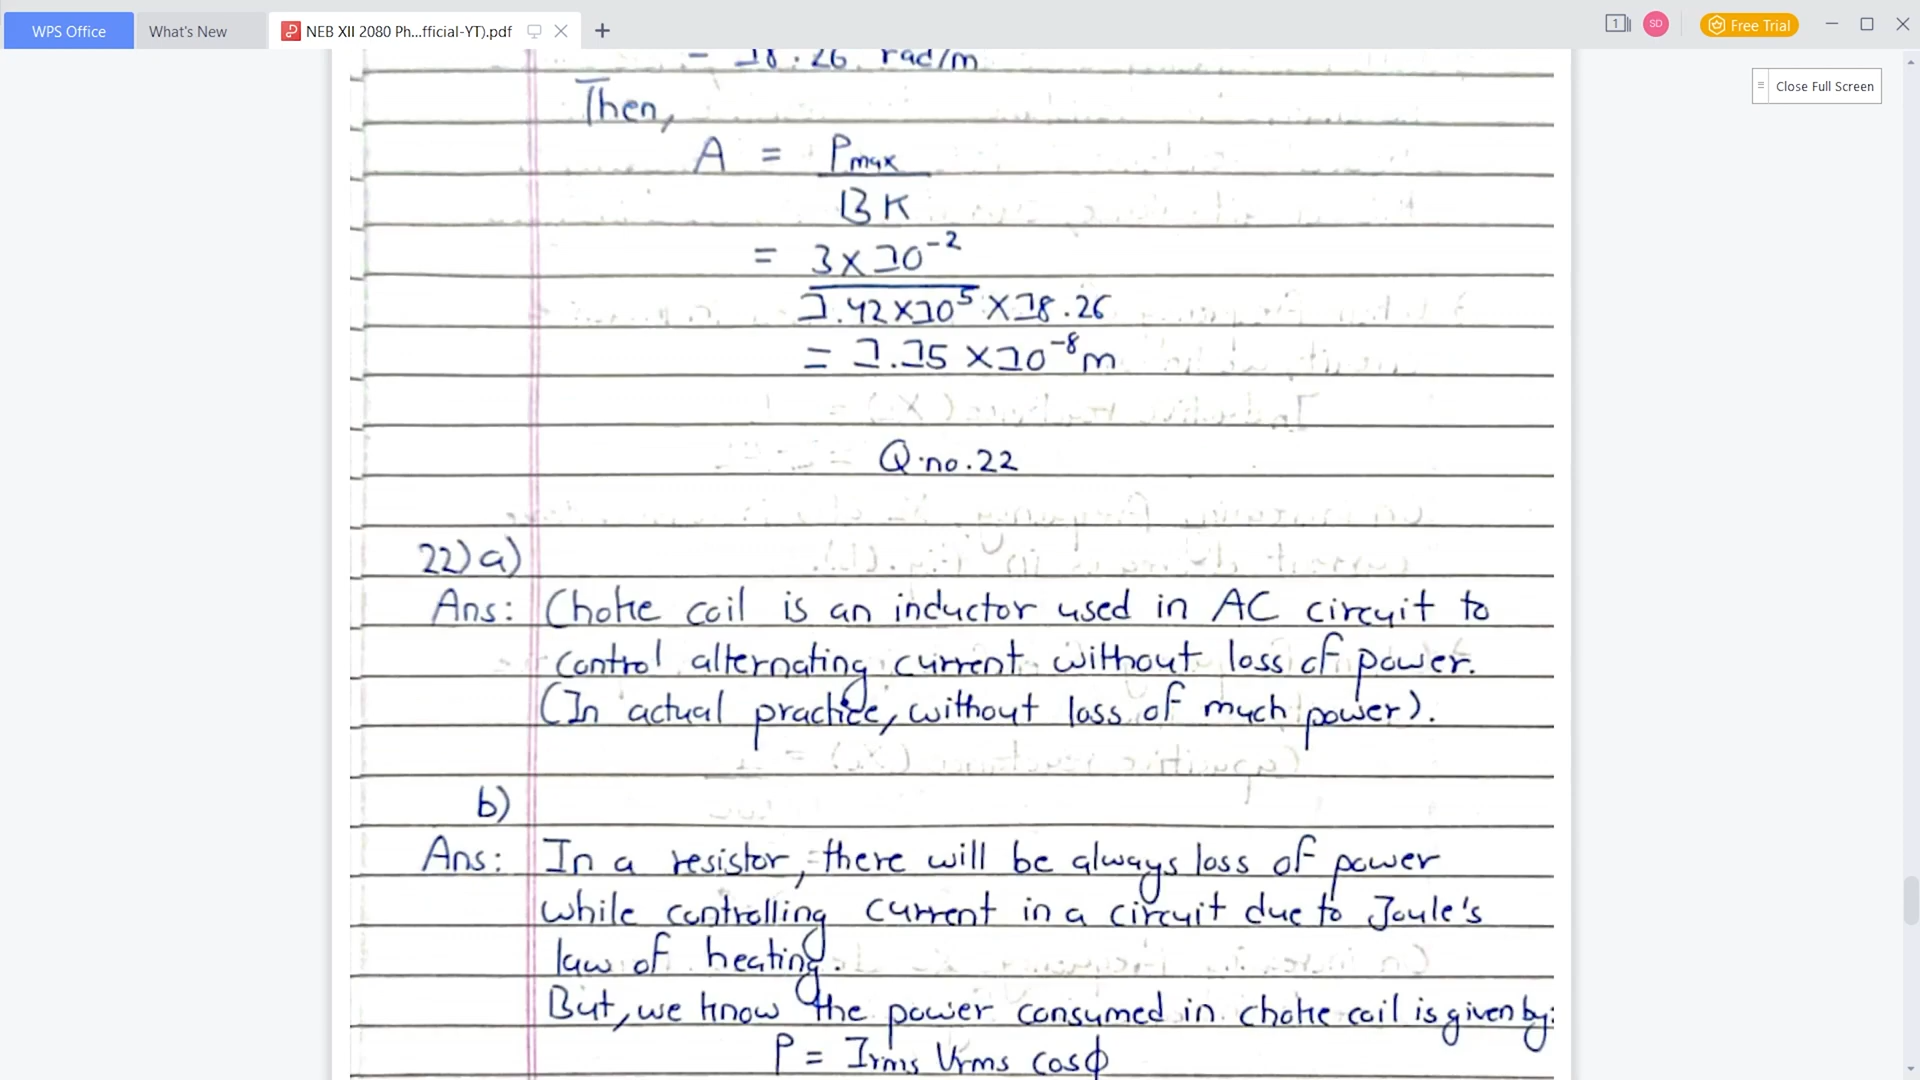 WPS Office What's New NEB XII 2080 Ph...fficial-YT).pdf 1 SD Free Trial
Close Full Screen
= 18.26 rad/m
Then,
A = Pmax
BK
= 3 × 10⁻²
1.42×10⁵ ×18.26
= 1.15 ×10⁻⁸m
Q.no.22
22)a)
Ans: Choke coil is an inductor used in AC circuit to
control alternating current without loss of power.
(In actual practice, without loss of much power).
b)
Ans: In a resistor, there will be always loss of power
while controlling current in a circuit due to Joule's
law of heating.
But, we know the power consumed in choke coil is given by:
P = Irms Vrms cosϕ